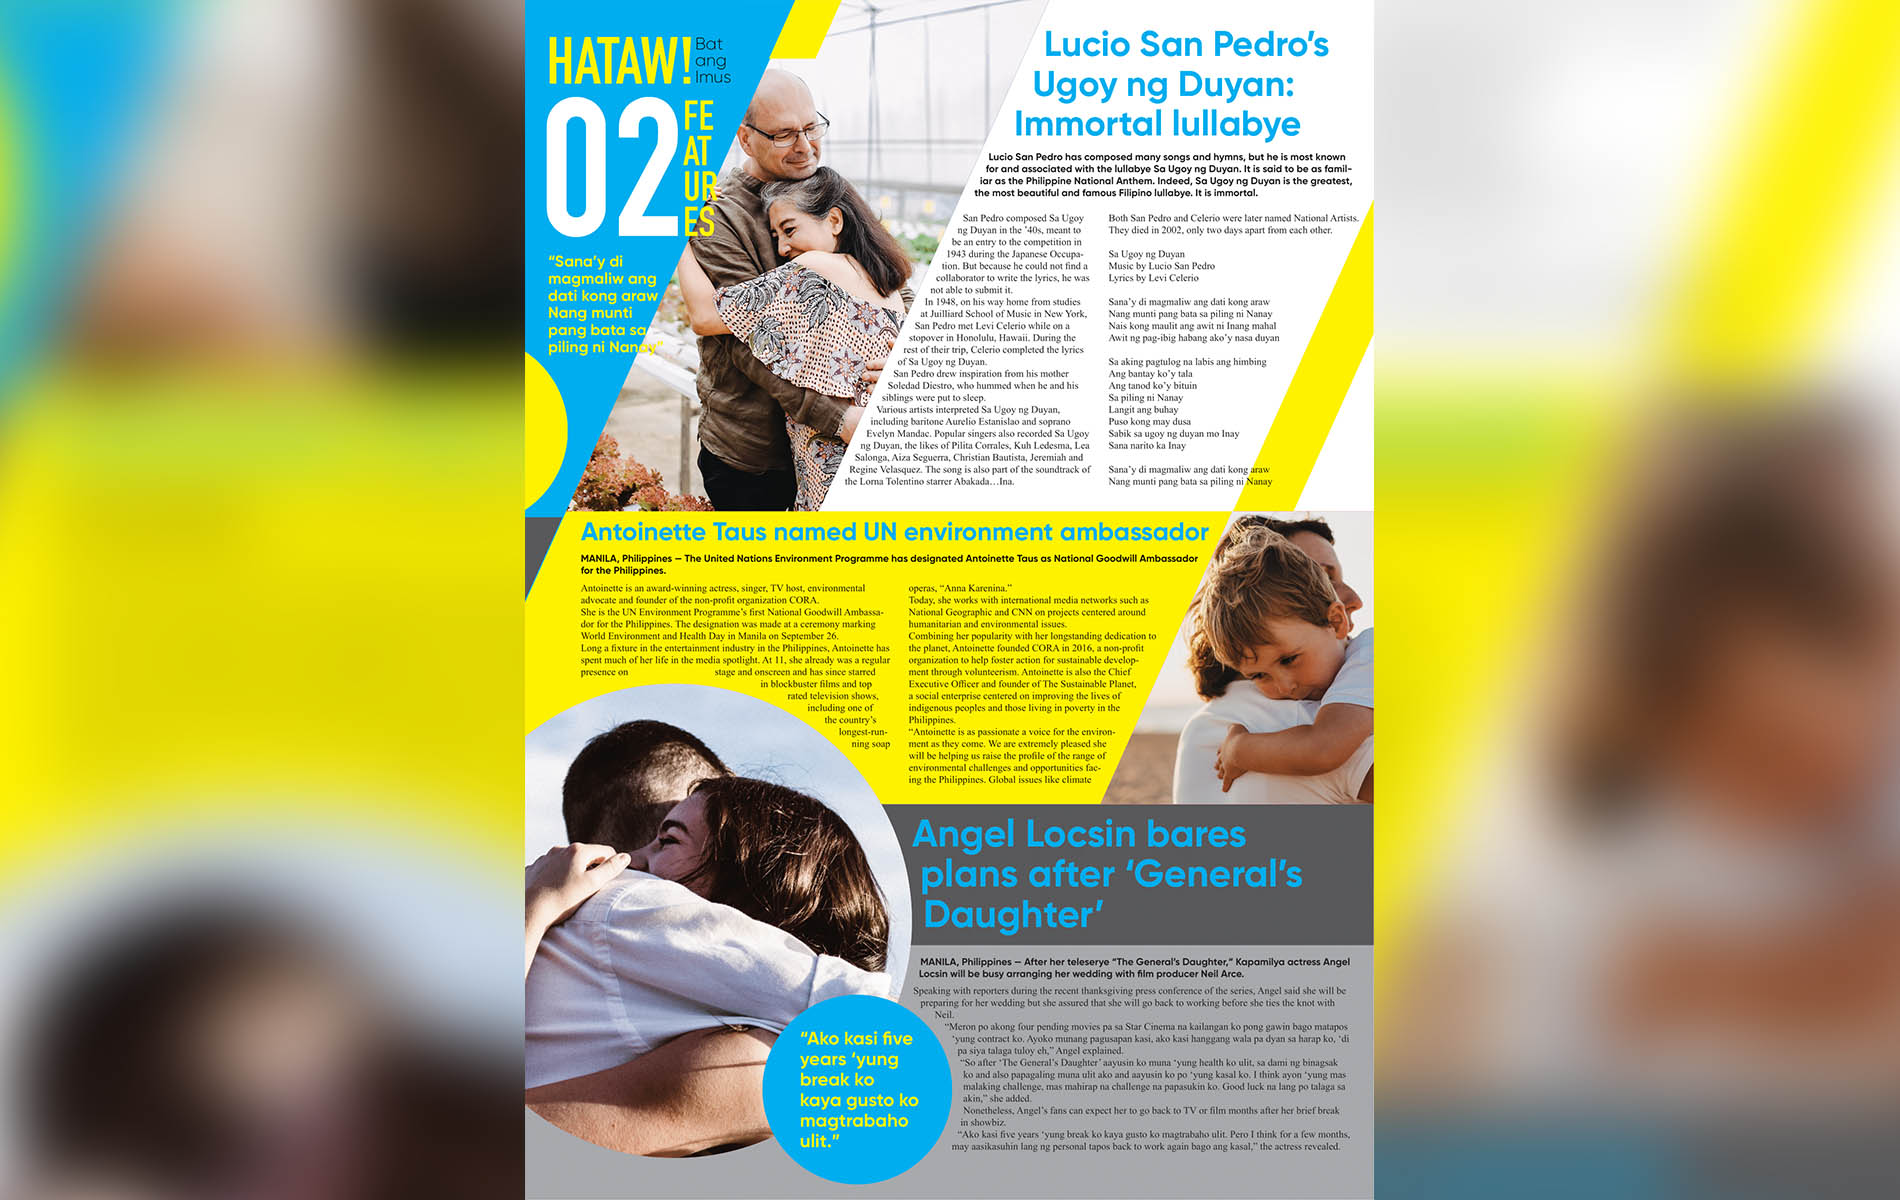 HATAW!
Bat
ang
Imus
02
FE
AT
UR
ES
“Sana’y di
magmaliw ang
dati kong araw
Nang munti
pang bata sa
piling ni Nanay”
Lucio San Pedro’s
Ugoy ng Duyan:
Immortal lullabye
Lucio San Pedro has composed many songs and hymns, but he is most known
for and associated with the lullabye Sa Ugoy ng Duyan. It is said to be as famil-
iar as the Philippine National Anthem. Indeed, Sa Ugoy ng Duyan is the greatest,
the most beautiful and famous Filipino lullabye. It is immortal.
San Pedro composed Sa Ugoy
ng Duyan in the ’40s, meant to
be an entry to the competition in
1943 during the Japanese Occupa-
tion. But because he could not find a
collaborator to write the lyrics, he was
not able to submit it.
In 1948, on his way home from studies
at Juilliard School of Music in New York,
San Pedro met Levi Celerio while on a
stopover in Honolulu, Hawaii. During the
rest of their trip, Celerio completed the lyrics
of Sa Ugoy ng Duyan.
San Pedro drew inspiration from his mother
Soledad Diestro, who hummed when he and his
siblings were put to sleep.
Various artists interpreted Sa Ugoy ng Duyan,
including baritone Aurelio Estanislao and soprano
Evelyn Mandac. Popular singers also recorded Sa Ugoy
ng Duyan, the likes of Pilita Corrales, Kuh Ledesma, Lea
Salonga, Aiza Seguerra, Christian Bautista, Jeremiah and
Regine Velasquez. The song is also part of the soundtrack of
the Lorna Tolentino starrer Abakada…Ina.
Both San Pedro and Celerio were later named National Artists.
They died in 2002, only two days apart from each other.
Sa Ugoy ng Duyan
Music by Lucio San Pedro
Lyrics by Levi Celerio
Sana’y di magmaliw ang dati kong araw
Nang munti pang bata sa piling ni Nanay
Nais kong maulit ang awit ni Inang mahal
Awit ng pag-ibig habang ako’y nasa duyan
Sa aking pagtulog na labis ang himbing
Ang bantay ko’y tala
Ang tanod ko’y bituin
Sa piling ni Nanay
Langit ang buhay
Puso kong may dusa
Sabik sa ugoy ng duyan mo Inay
Sana narito ka Inay
Sana’y di magmaliw ang dati kong araw
Nang munti pang bata sa piling ni Nanay
Antoinette Taus named UN environment ambassador
MANILA, Philippines — The United Nations Environment Programme has designated Antoinette Taus as National Goodwill Ambassador
for the Philippines.
Antoinette is an award-winning actress, singer, TV host, environmental
advocate and founder of the non-profit organization CORA.
She is the UN Environment Programme’s first National Goodwill Ambassa-
dor for the Philippines. The designation was made at a ceremony marking
World Environment and Health Day in Manila on September 26.
Long a fixture in the entertainment industry in the Philippines, Antoinette has
spent much of her life in the media spotlight. At 11, she already was a regular
presence on stage and onscreen and has since starred
in blockbuster films and top
rated television shows,
including one of
the country’s
longest-run-
ning soap
operas, “Anna Karenina.”
Today, she works with international media networks such as
National Geographic and CNN on projects centered around
humanitarian and environmental issues.
Combining her popularity with her longstanding dedication to
the planet, Antoinette founded CORA in 2016, a non-profit
organization to help foster action for sustainable develop-
ment through volunteerism. Antoinette is also the Chief
Executive Officer and founder of The Sustainable Planet,
a social enterprise centered on improving the lives of
indigenous peoples and those living in poverty in the
Philippines.
“Antoinette is as passionate a voice for the environ-
ment as they come. We are extremely pleased she
will be helping us raise the profile of the range of
environmental challenges and opportunities fac-
ing the Philippines. Global issues like climate
Angel Locsin bares
plans after ‘General’s
Daughter’
MANILA, Philippines — After her teleserye “The General’s Daughter,” Kapamilya actress Angel
Locsin will be busy arranging her wedding with film producer Neil Arce.
Speaking with reporters during the recent thanksgiving press conference of the series, Angel said she will be
preparing for her wedding but she assured that she will go back to working before she ties the knot with
Neil.
“Meron po akong four pending movies pa sa Star Cinema na kailangan ko pong gawin bago matapos
‘yung contract ko. Ayoko munang pagusapan kasi, ako kasi hanggang wala pa dyan sa harap ko, ‘di
pa siya talaga tuloy eh,” Angel explained.
“So after ‘The General’s Daughter’ aayusin ko muna ‘yung health ko ulit, sa dami ng binagsak
ko and also papagaling muna ulit ako and aayusin ko po ‘yung kasal ko. I think ayon ‘yung mas
malaking challenge, mas mahirap na challenge na papasukin ko. Good luck na lang po talaga sa
akin,” she added.
Nonetheless, Angel’s fans can expect her to go back to TV or film months after her brief break
in showbiz.
“Ako kasi five years ‘yung break ko kaya gusto ko magtrabaho ulit. Pero I think for a few months,
may aasikasuhin lang ng personal tapos back to work again bago ang kasal,” the actress revealed.
“Ako kasi five
years ‘yung
break ko
kaya gusto ko
magtrabaho
ulit.”